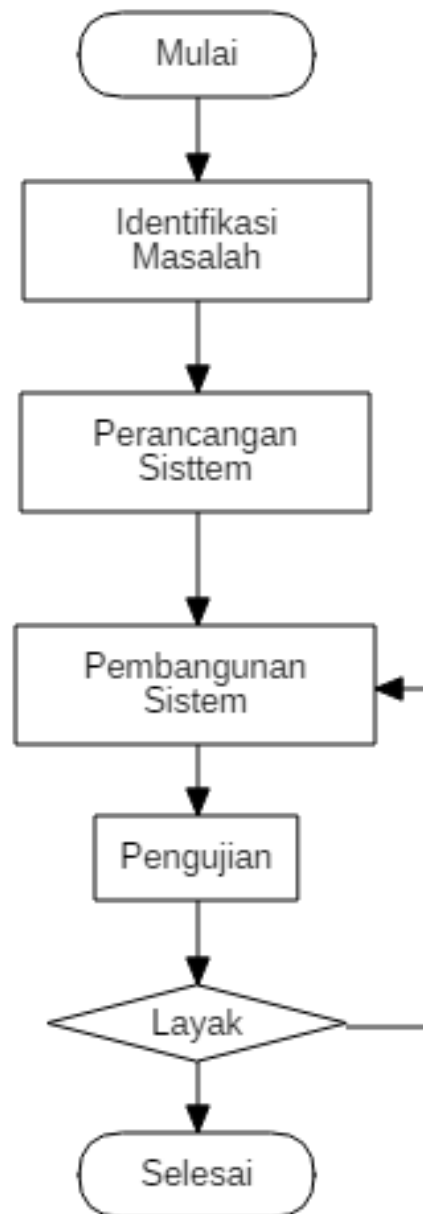 Mulai
Identifikasi
Masalah
Perancangan
Sisttem
Pembangunan
Sistem
Pengujian
Layak
Selesai